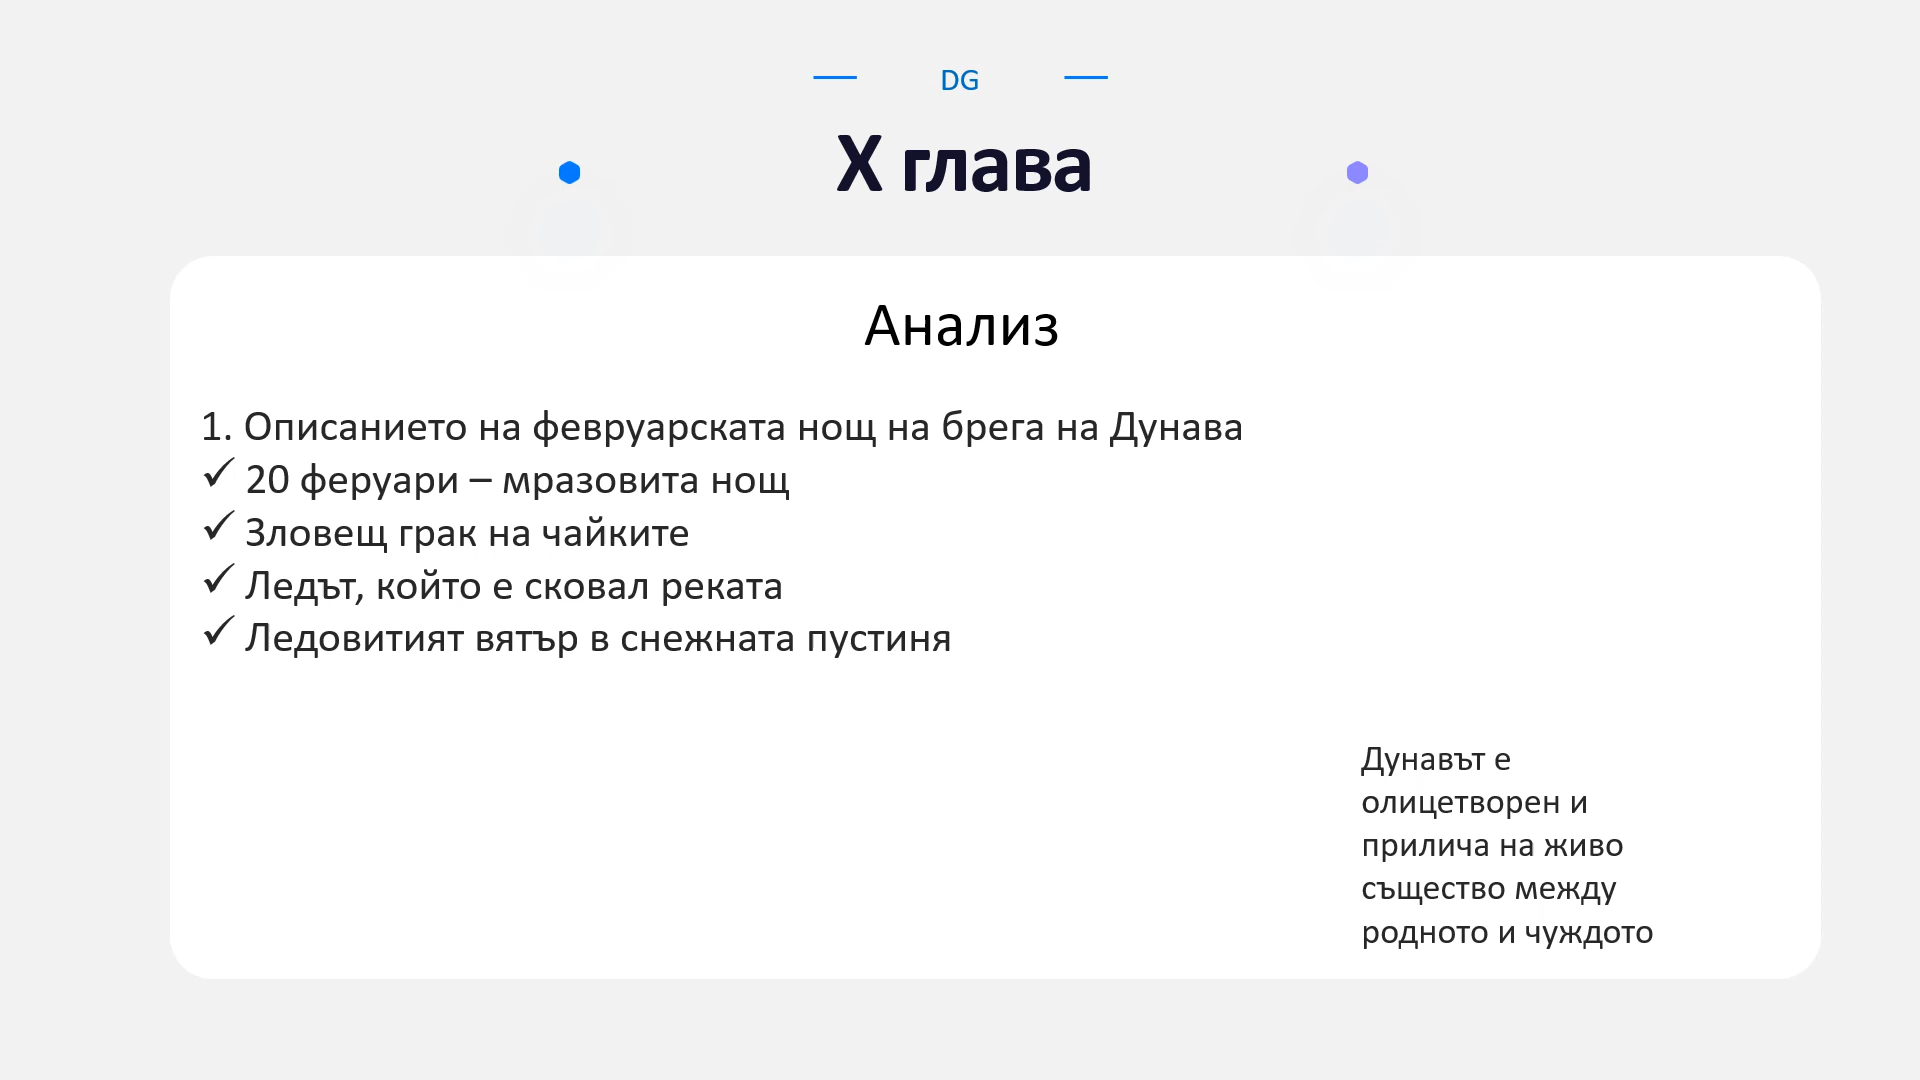 DG
X глава
Анализ
1. Описанието на февруарската нощ на брега на Дунава
✓ 20 феруари – мразовита нощ
✓ Зловещ грак на чайките
✓ Ледът, който е сковал реката
✓ Ледовитият вятър в снежната пустиня
Дунавът е
олицетворен и
прилича на живо
същество между
родното и чуждото